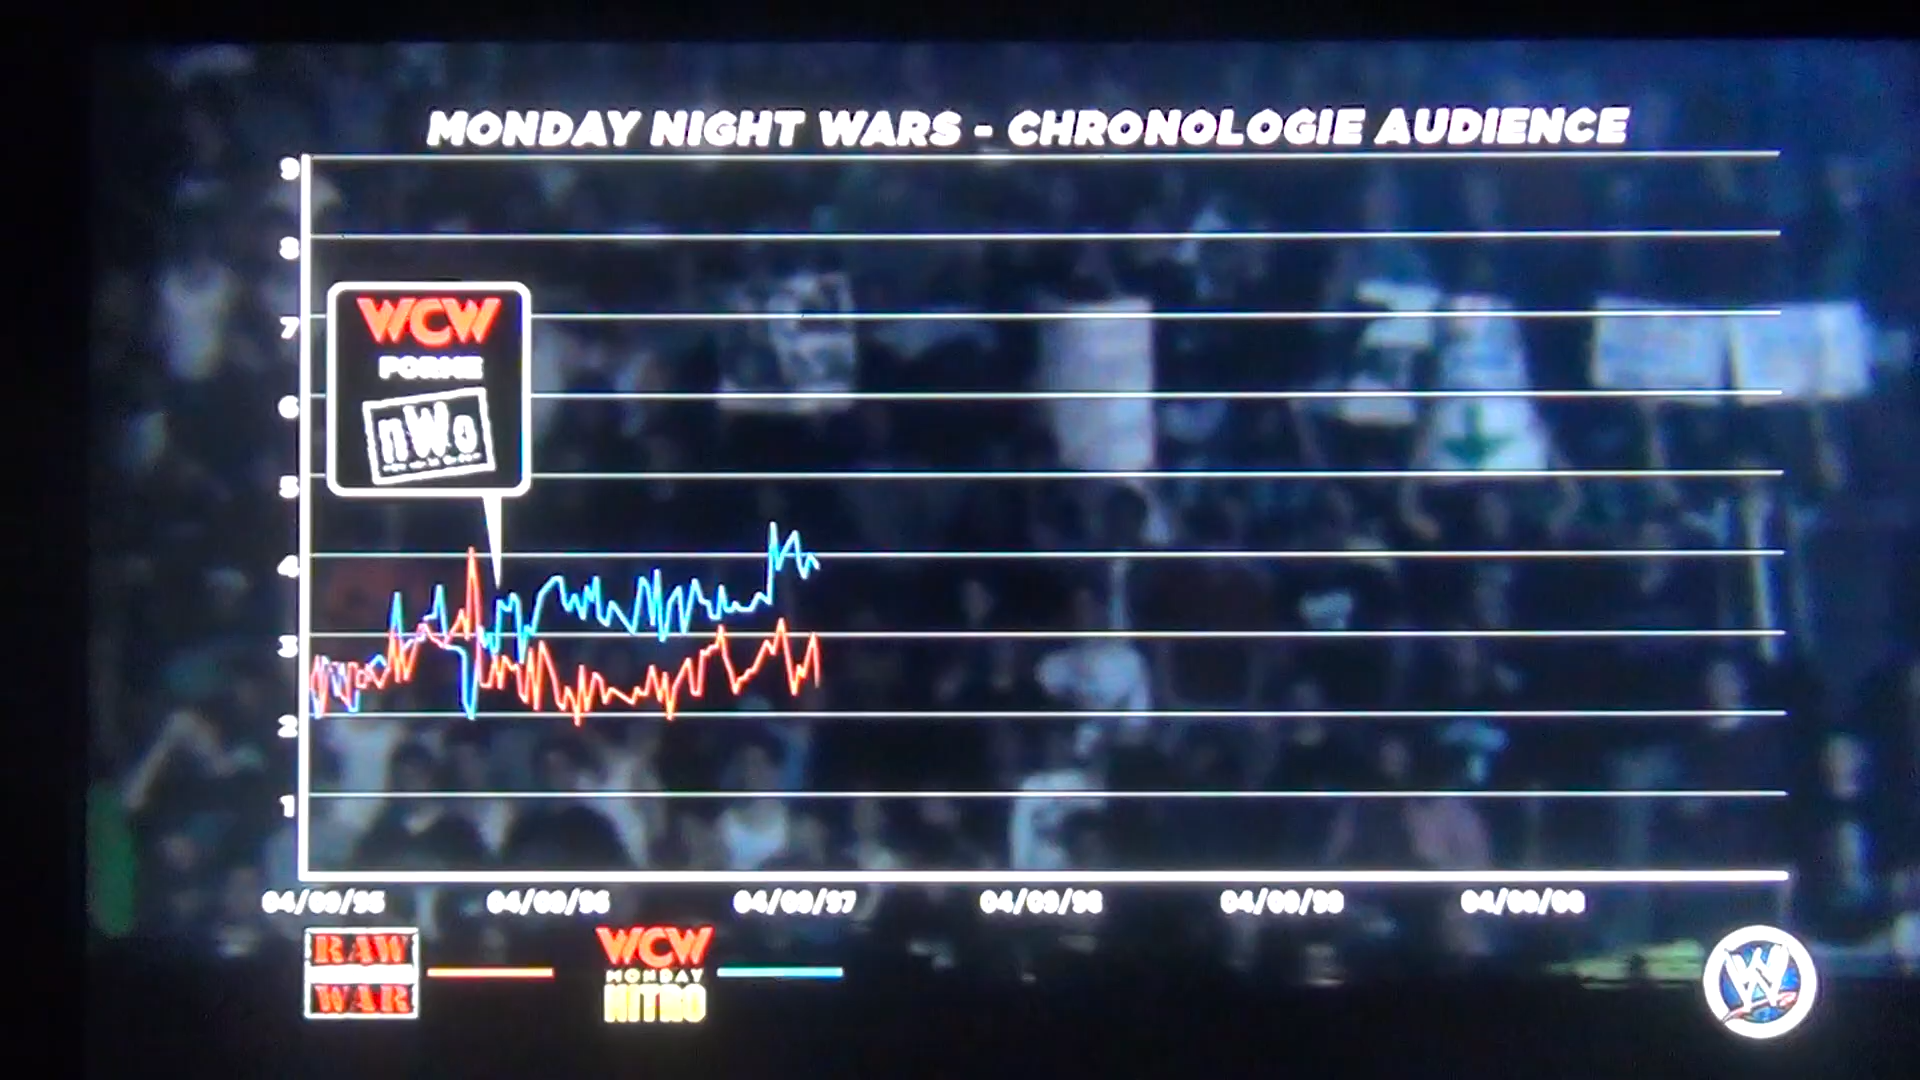 MONDAY NIGHT WARS - CHRONOLOGIE AUDIENCE
9
8
7
6
5
4
3
2
1
WCW
FORME
nWo
04/09/95 04/09/96 04/09/97 04/09/98 04/09/99 04/09/00
RAW
WAR
WCW
MONDAY
NITRO
W